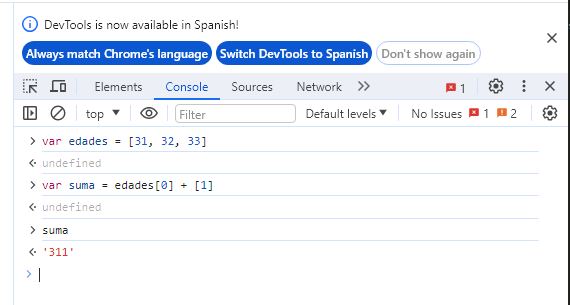 DevTools is now available in Spanish!
Always match Chrome's language Switch DevTools to Spanish Don't show again
Elements Console Sources Network 1
top Filter Default levels No Issues 1 2
var edades = [31, 32, 33]
undefined
var suma = edades[0] + [1]
undefined
suma
'311'